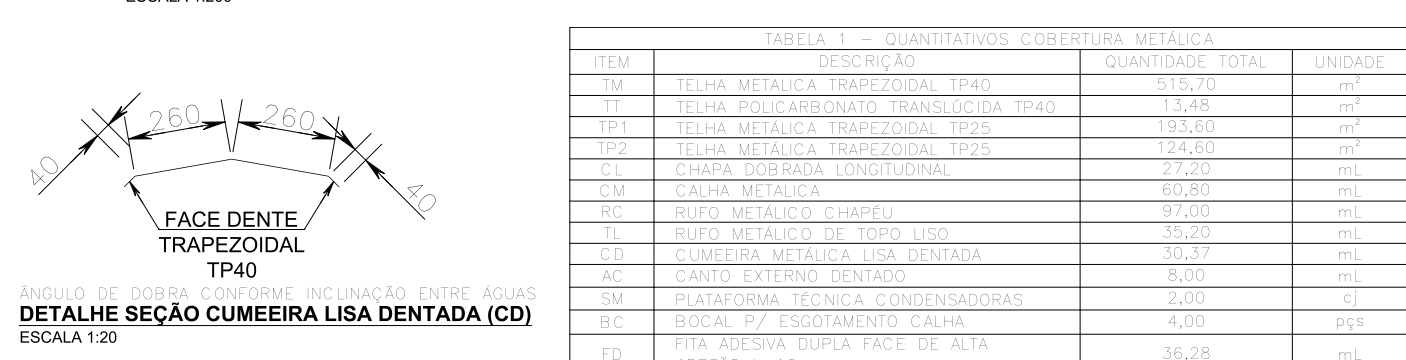 260 260
40 40
FACE DENTE
TRAPEZOIDAL
TP40
ÂNGULO DE DOBRA CONFORME INCLINAÇÃO ENTRE ÁGUAS
DETALHE SEÇÃO CUMEEIRA LISA DENTADA (CD)
ESCALA 1:20
TABELA 1 – QUANTITATIVOS COBERTURA METÁLICA
ITEM DESCRIÇÃO QUANTIDADE TOTAL UNIDADE
TM TELHA METALICA TRAPEZOIDAL TP40 515,70 m²
TT TELHA POLICARBONATO TRANSLÚCIDA TP40 13,48 m²
TP1 TELHA METÁLICA TRAPEZOIDAL TP25 193,60 m²
TP2 TELHA METÁLICA TRAPEZOIDAL TP25 124,60 m²
CL CHAPA DOBRADA LONGITUDINAL 27,20 mL
CM CALHA METALICA 60,80 mL
RC RUFO METÁLICO CHAPÉU 97,00 mL
TL RUFO METÁLICO DE TOPO LISO 35,20 mL
CD CUMEEIRA METÁLICA LISA DENTADA 30,37 mL
AC CANTO EXTERNO DENTADO 8,00 mL
SM PLATAFORMA TÉCNICA CONDENSADORAS 2,00 cj
BC BOCAL P/ ESGOTAMENTO CALHA 4,00 pçs
FD FITA ADESIVA DUPLA FACE DE ALTA 36,28 mL